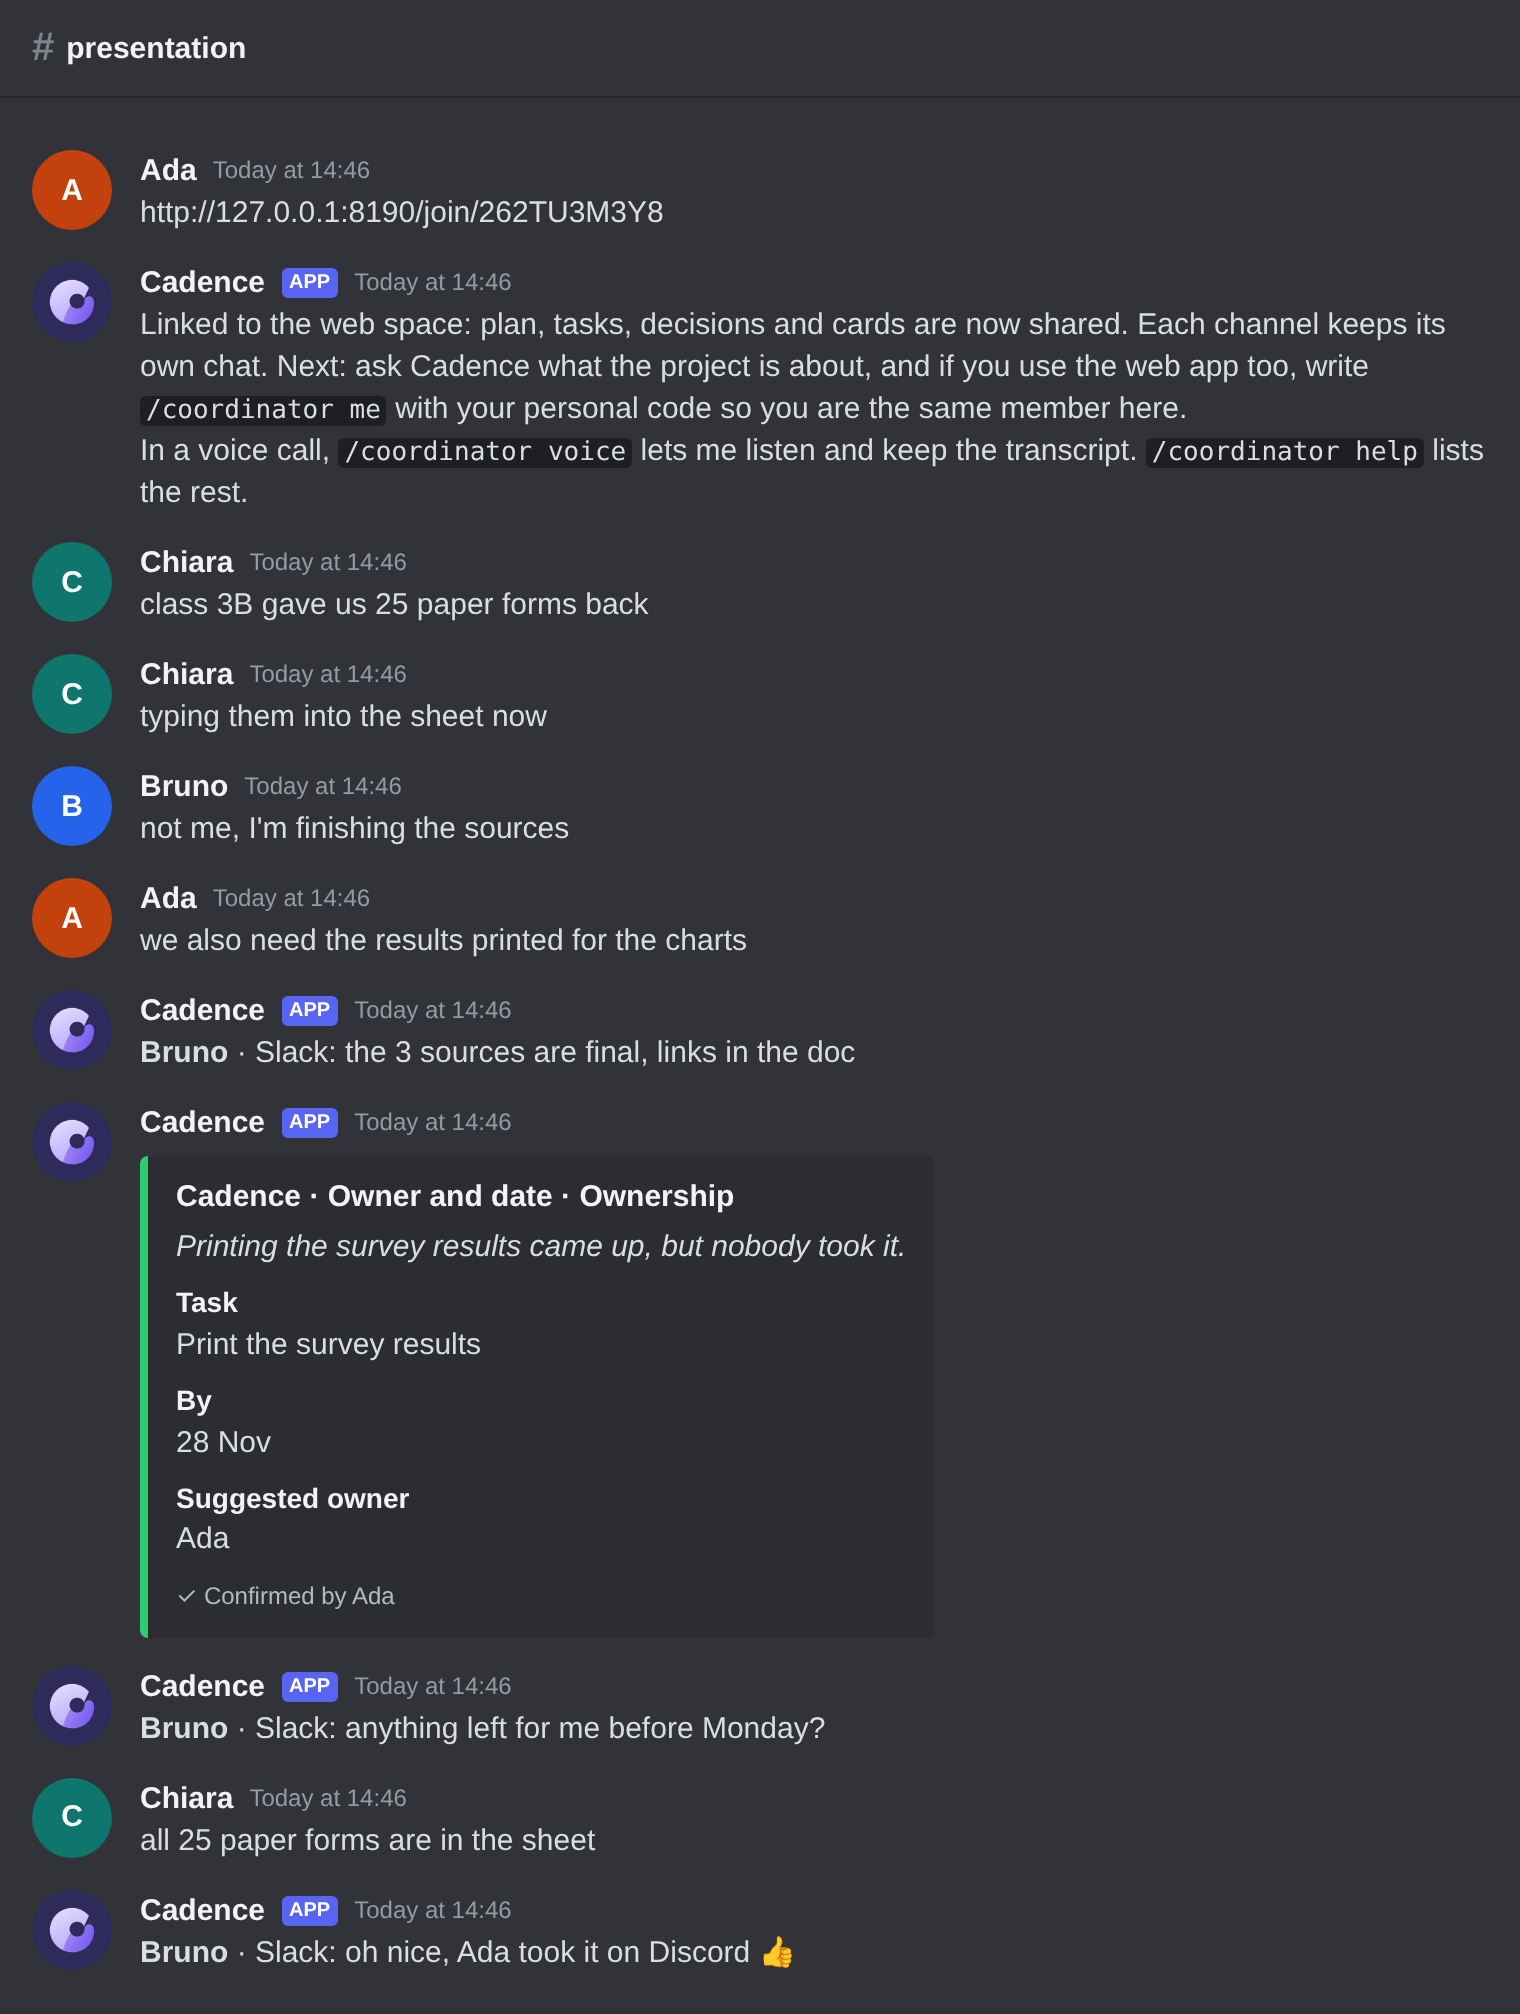 # presentation
A
Ada Today at 14:46
http://127.0.0.1:8190/join/262TU3M3Y8
Cadence APP Today at 14:46
Linked to the web space: plan, tasks, decisions and cards are now shared. Each channel keeps its
own chat. Next: ask Cadence what the project is about, and if you use the web app too, write
/coordinator me with your personal code so you are the same member here.
In a voice call, /coordinator voice lets me listen and keep the transcript. /coordinator help lists
the rest.
C
Chiara Today at 14:46
class 3B gave us 25 paper forms back
C
Chiara Today at 14:46
typing them into the sheet now
B
Bruno Today at 14:46
not me, I'm finishing the sources
A
Ada Today at 14:46
we also need the results printed for the charts
Cadence APP Today at 14:46
Bruno · Slack: the 3 sources are final, links in the doc
Cadence APP Today at 14:46
Cadence · Owner and date · Ownership
Printing the survey results came up, but nobody took it.
Task
Print the survey results
By
28 Nov
Suggested owner
Ada
✓ Confirmed by Ada
Cadence APP Today at 14:46
Bruno · Slack: anything left for me before Monday?
C
Chiara Today at 14:46
all 25 paper forms are in the sheet
Cadence APP Today at 14:46
Bruno · Slack: oh nice, Ada took it on Discord 👍